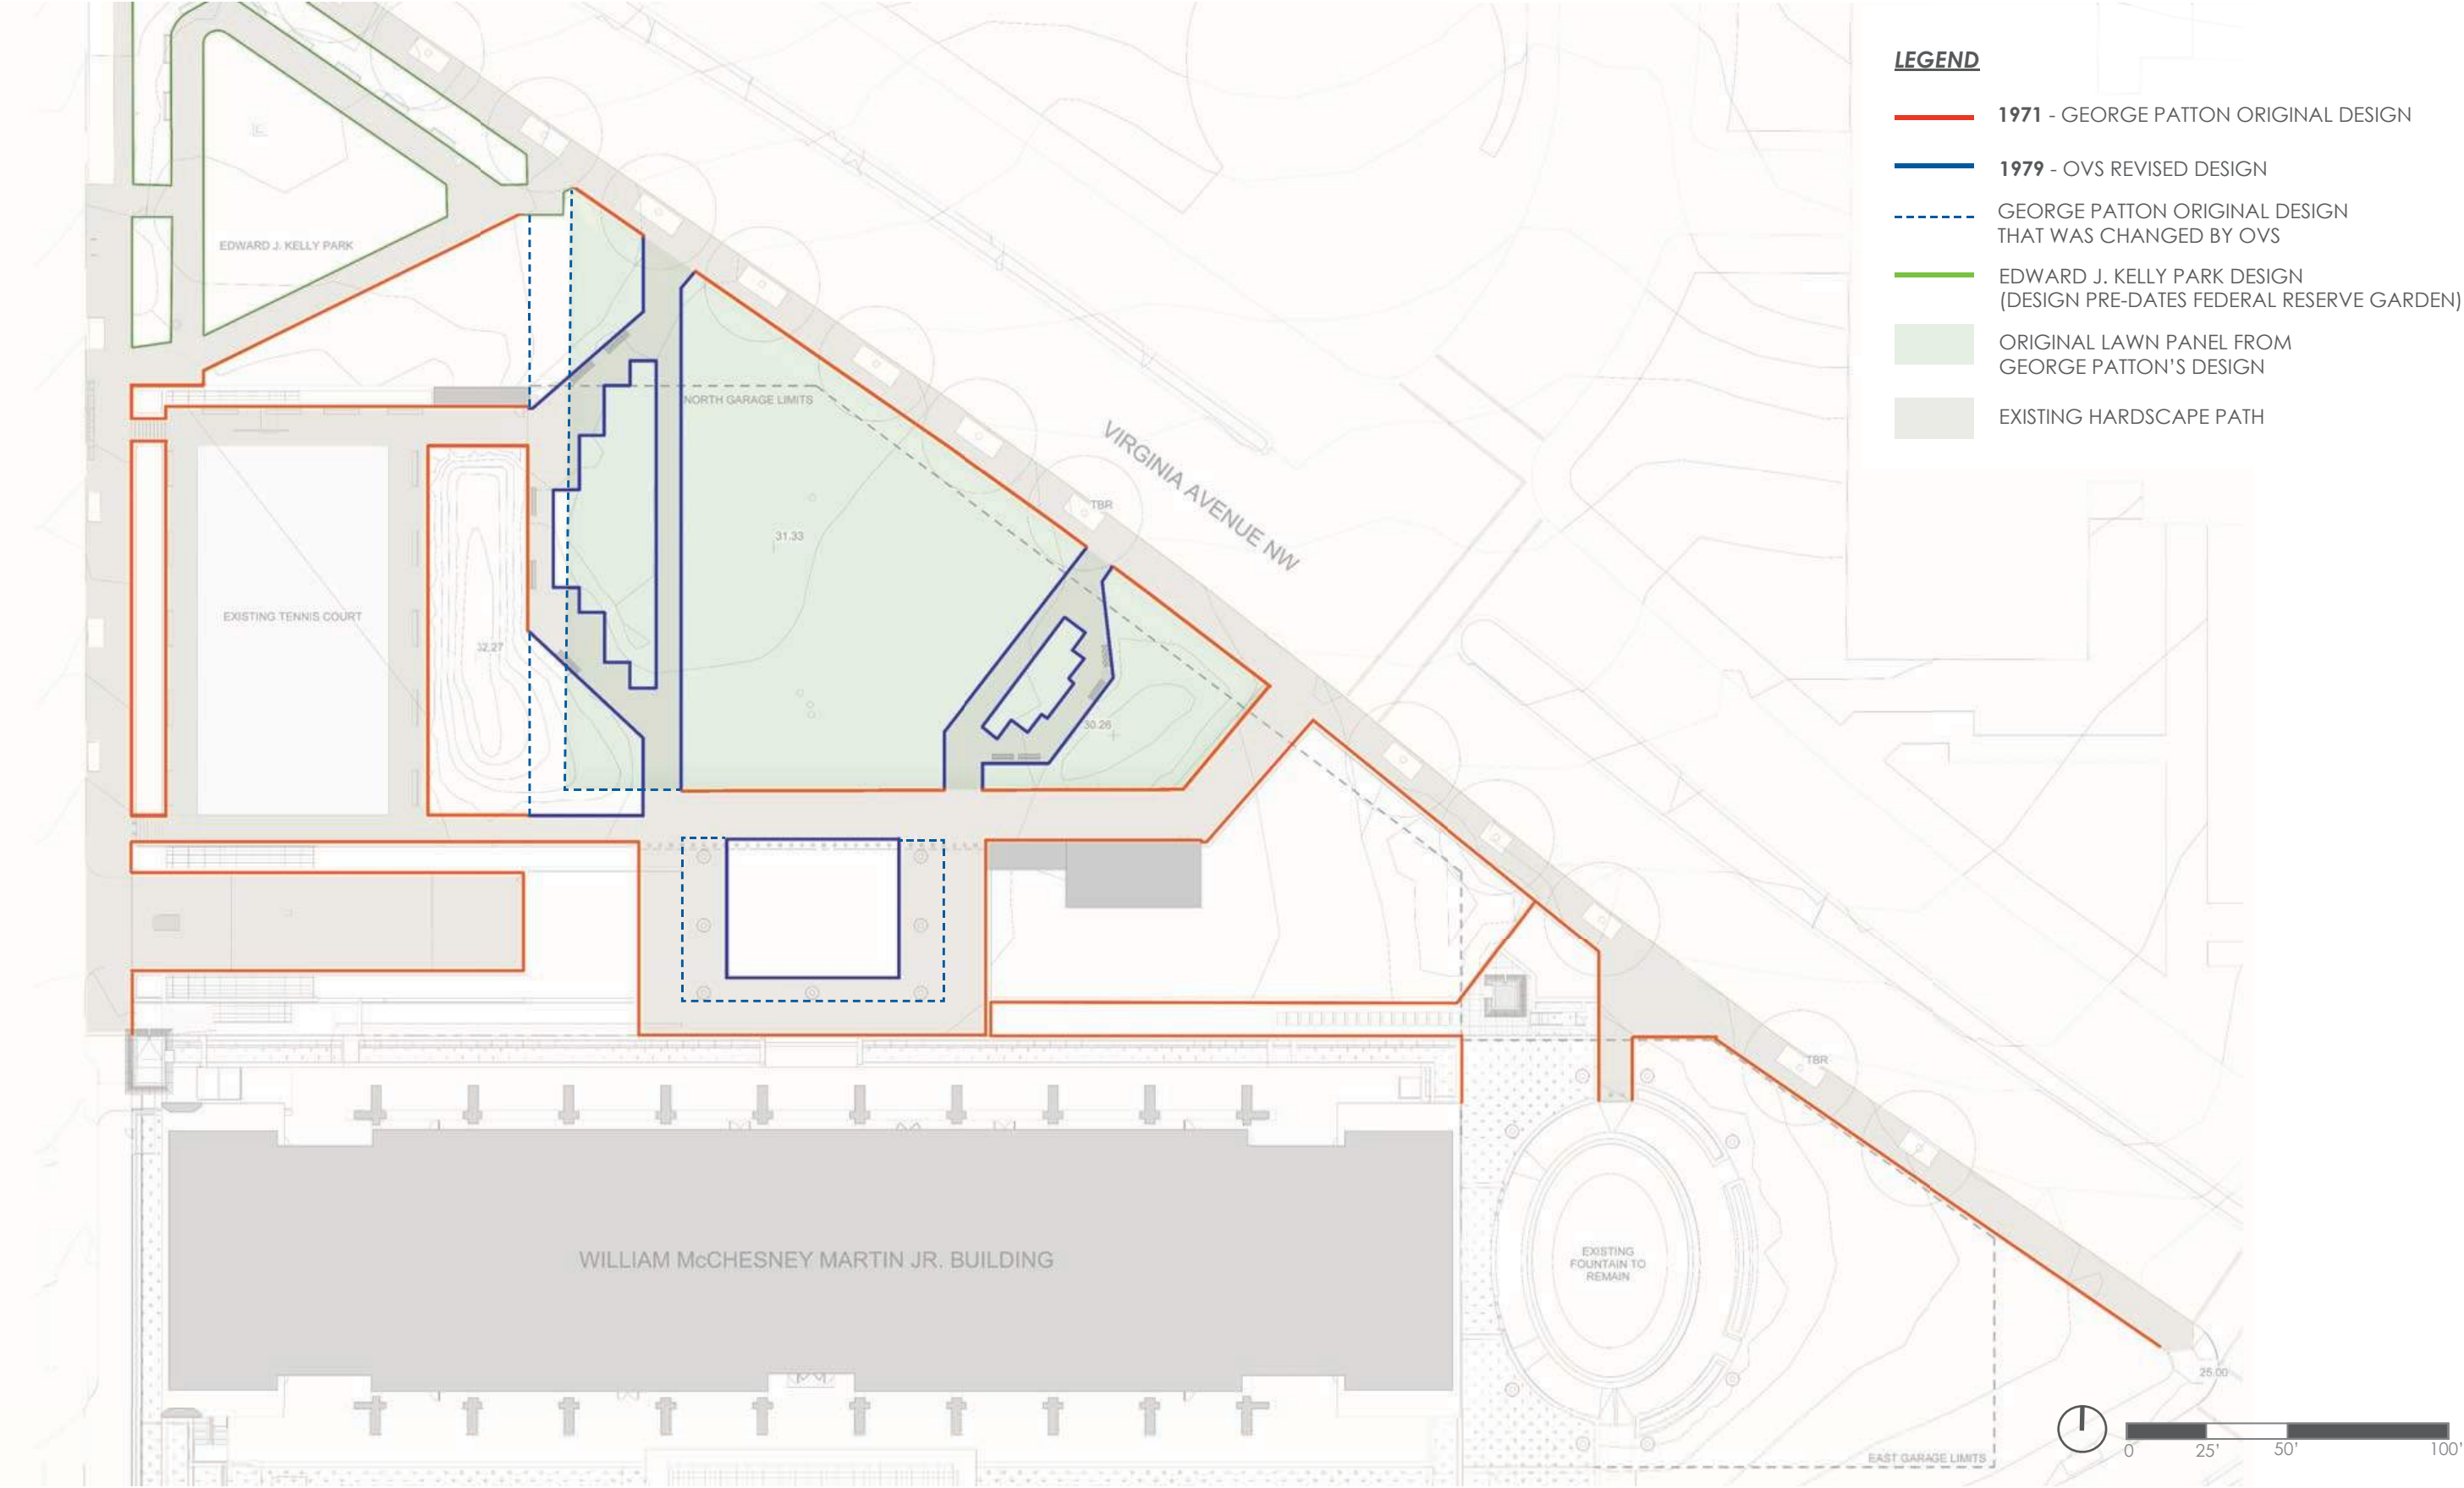 LEGEND
1971 - GEORGE PATTON ORIGINAL DESIGN
1979 - OVS REVISED DESIGN
GEORGE PATTON ORIGINAL DESIGN
THAT WAS CHANGED BY OVS
EDWARD J. KELLY PARK DESIGN
(DESIGN PRE-DATES FEDERAL RESERVE GARDEN)
ORIGINAL LAWN PANEL FROM
GEORGE PATTON'S DESIGN
EXISTING HARDSCAPE PATH
EDWARD J. KELLY PARK
NORTH GARAGE LIMITS
VIRGINIA AVENUE NW
TBR
31.33
EXISTING TENNIS COURT
32.27
30.26
TBR
WILLIAM McCHESNEY MARTIN JR. BUILDING
EXISTING
FOUNTAIN TO
REMAIN
25.00
EAST GARAGE LIMITS
0 25' 50' 100'